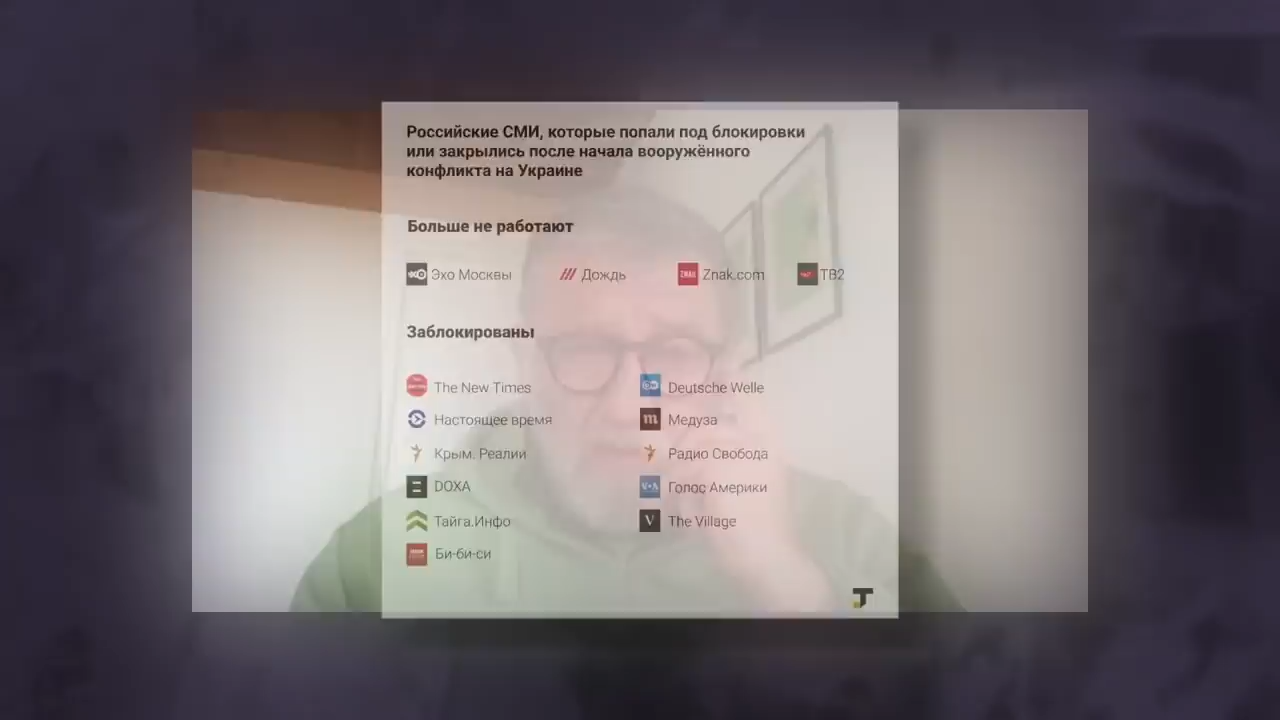 Российские СМИ, которые попали под блокировки
или закрылись после начала вооружённого
конфликта на Украине
Больше не работают
Эхо Москвы Дождь ZNAK Znak.com ТВ2
Заблокированы
The New Times Deutsche Welle
Настоящее время m Медуза
Крым. Реалии Радио Свобода
DOXA VOA Голос Америки
Тайга.Инфо V The Village
Би-би-си
T